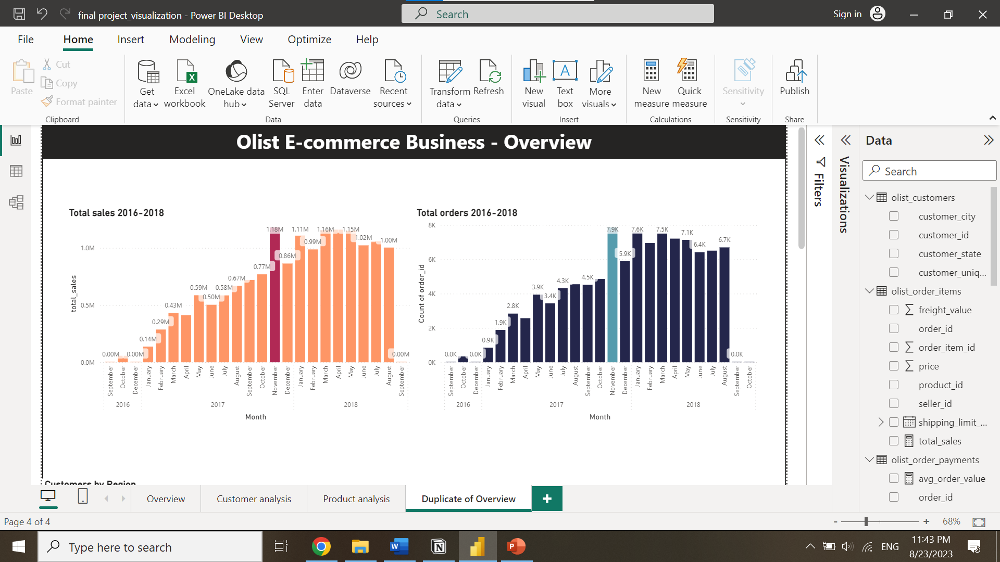 final project_visualization - Power BI Desktop
Search
Sign in
File Home Insert Modeling View Optimize Help
Paste
Cut
Copy
Format painter
Clipboard
Get data
Excel workbook
OneLake data hub
SQL Server
Enter data
Dataverse
Recent sources
Data
Transform data
Refresh
Queries
New visual
Text box
More visuals
Insert
New measure
Quick measure
Calculations
Sensitivity
Sensitivity
Publish
Share
Olist E-commerce Business - Overview
Total sales 2016-2018
total_sales
1.0M
0.5M
0.0M
0.00M 0.00M 0.14M 0.29M 0.43M 0.59M 0.50M 0.58M 0.67M 0.77M 1.18M 0.86M 1.11M 0.99M 1.16M 1.15M 1.02M 1.00M 0.00M
September October December January February March April May June July August September October November December January February March April May June July August September
2016 2017 2018
Month
Total orders 2016-2018
Count of order_id
8K
6K
4K
2K
0K
0.0K 0.0K 0.9K 1.9K 2.8K 3.9K 3.4K 4.3K 4.5K 7.9K 5.9K 7.6K 7.5K 7.1K 6.4K 6.7K 0.0K
September October December January February March April May June July August September October November December January February March April May June July August September October
2016 2017 2018
Month
Customers by Region
Filters
Visualizations
Data
Search
olist_customers
customer_city
customer_id
customer_state
customer_uniq...
olist_order_items
freight_value
order_id
order_item_id
price
product_id
seller_id
shipping_limit_...
total_sales
olist_order_payments
avg_order_value
order_id
Overview Customer analysis Product analysis Duplicate of Overview
Page 4 of 4
- + 68%
Type here to search
ENG
11:43 PM
8/23/2023